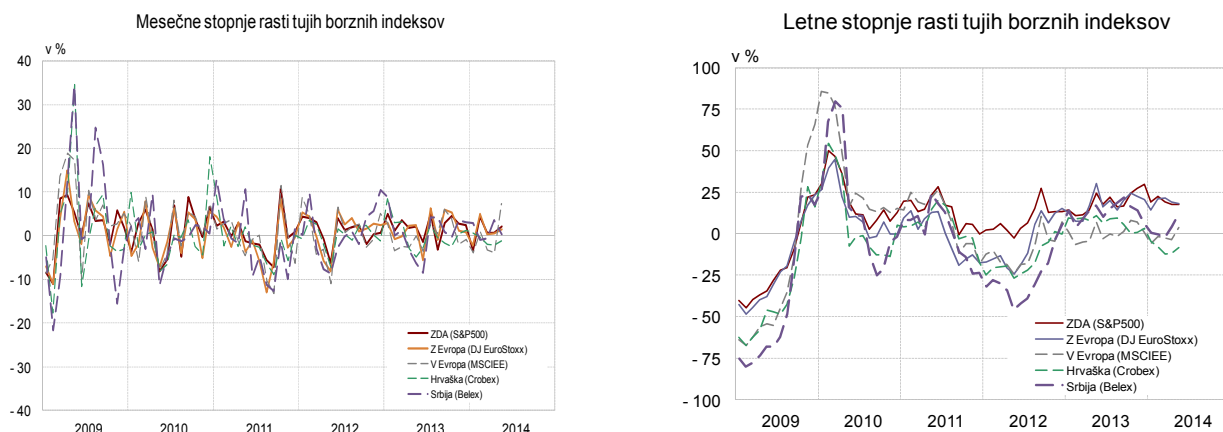 Mesečne stopnje rasti tujih borznih indeksov
v %
40
30
20
10
0
- 10
- 20
- 30
- 40
ZDA (S&P500)
Z Evropa (DJ EuroStoxx)
V Evropa (MSCIEE)
Hrvaška (Crobex)
Srbija (Belex)
2009 2010 2011 2012 2013 2014
Letne stopnje rasti tujih borznih indeksov
v %
100
75
50
25
0
- 25
- 50
- 75
- 100
ZDA (S&P500)
Z Evropa (DJ EuroStoxx)
V Evropa (MSCIEE)
Hrvaška (Crobex)
Srbija (Belex)
2009 2010 2011 2012 2013 2014